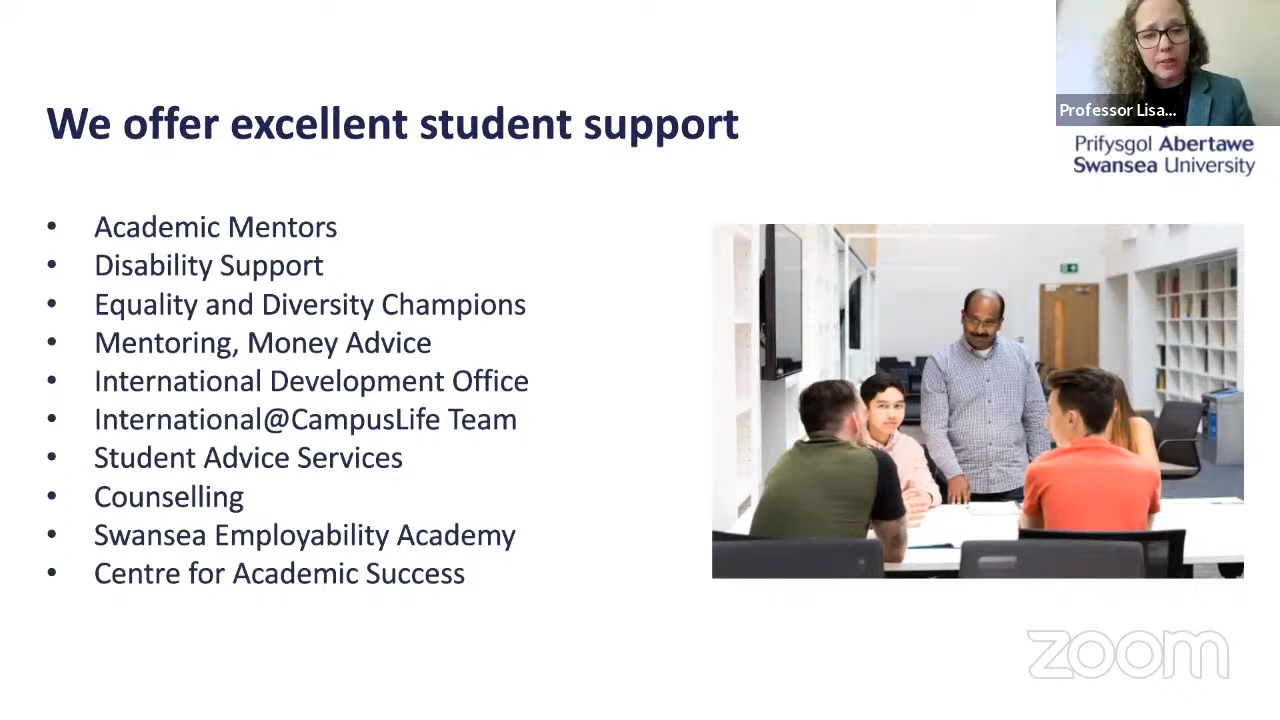 Professor Lisa...
We offer excellent student support
Prifysgol Abertawe
Swansea University
• Academic Mentors
• Disability Support
• Equality and Diversity Champions
• Mentoring, Money Advice
• International Development Office
• International@CampusLife Team
• Student Advice Services
• Counselling
• Swansea Employability Academy
• Centre for Academic Success
zoom